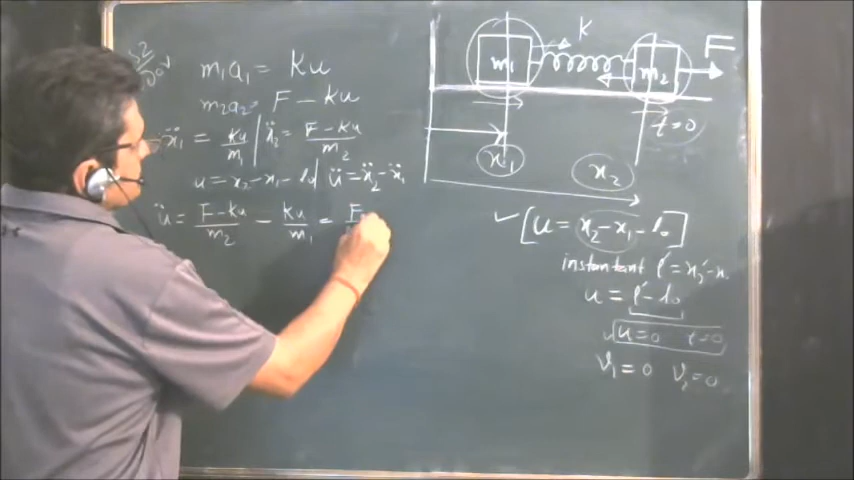 m₁a₁ = Ku
m₂a₂ = F - Ku
ẍ₁ = Ku/m₁ | ẍ₂ = F-Ku/m₂
u = x₂-x₁-l₀ | ü = ẍ₂-ẍ₁
ü = F-Ku/m₂ - Ku/m₁ = F
K
m₁
m₂
F
t=0
x₁
x₂
✓ [u = x₂-x₁-l₀]
instantant l' = x₂'-x₁
u = l'-l₀
u=0 t=0
V₁=0 V₂=0